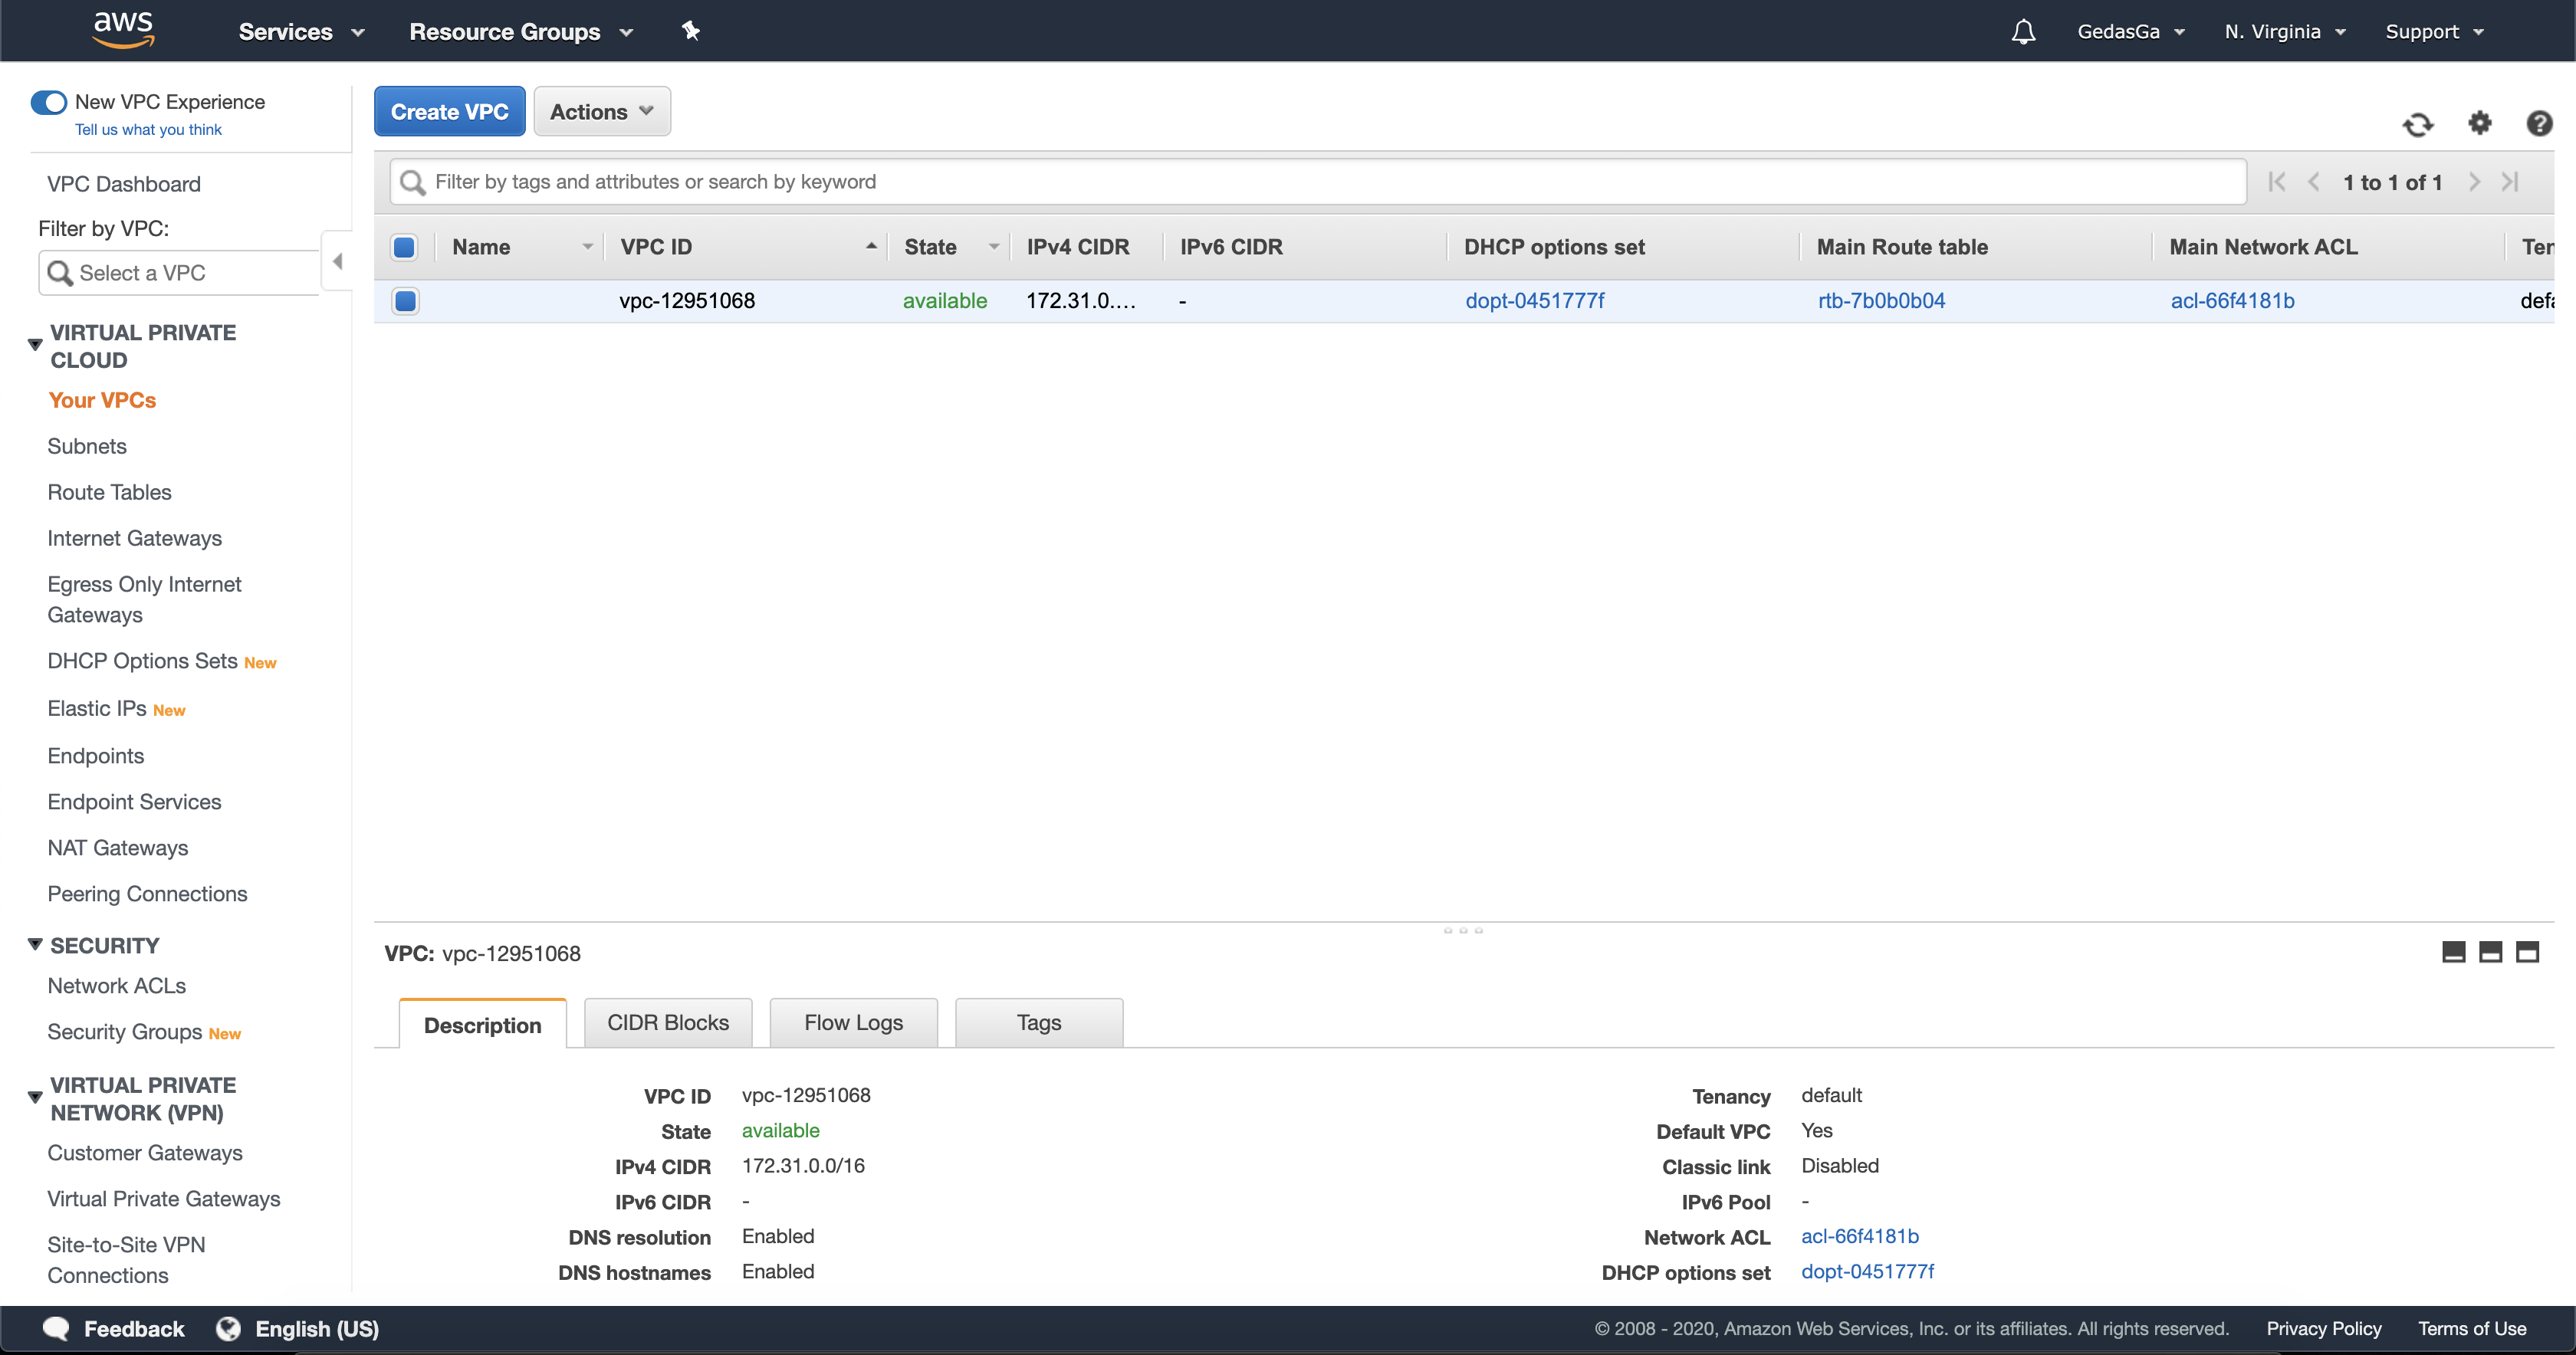 aws
Services
Resource Groups
GedasGa
N. Virginia
Support
New VPC Experience
Tell us what you think
VPC Dashboard
Filter by VPC:
Select a VPC
VIRTUAL PRIVATE
CLOUD
Your VPCs
Subnets
Route Tables
Internet Gateways
Egress Only Internet
Gateways
DHCP Options Sets New
Elastic IPs New
Endpoints
Endpoint Services
NAT Gateways
Peering Connections
SECURITY
Network ACLs
Security Groups New
VIRTUAL PRIVATE
NETWORK (VPN)
Customer Gateways
Virtual Private Gateways
Site-to-Site VPN
Connections
Create VPC
Actions
Filter by tags and attributes or search by keyword
1 to 1 of 1
Name VPC ID State IPv4 CIDR IPv6 CIDR DHCP options set Main Route table Main Network ACL Ten
vpc-12951068 available 172.31.0.... - dopt-0451777f rtb-7b0b0b04 acl-66f4181b defa
VPC: vpc-12951068
Description CIDR Blocks Flow Logs Tags
VPC ID vpc-12951068
State available
IPv4 CIDR 172.31.0.0/16
IPv6 CIDR -
DNS resolution Enabled
DNS hostnames Enabled
Tenancy default
Default VPC Yes
Classic link Disabled
IPv6 Pool -
Network ACL acl-66f4181b
DHCP options set dopt-0451777f
Feedback
English (US)
© 2008 - 2020, Amazon Web Services, Inc. or its affiliates. All rights reserved.
Privacy Policy
Terms of Use